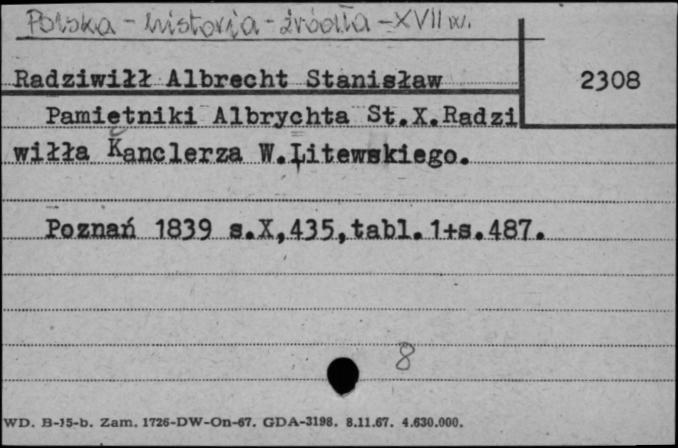 Polska - historia - źródła - XVII w.
Radziwiłł Albrecht Stanisław
2308
Pamiętniki Albrychta St.X.Radzi
wiłła Kanclerza W.Litewskiego.
Poznań 1839 s.X,435,tabl.1+s.487.
8
WD. B-15-b. Zam. 1726-DW-On-67. GDA-3198. 8.11.67. 4.630.000.